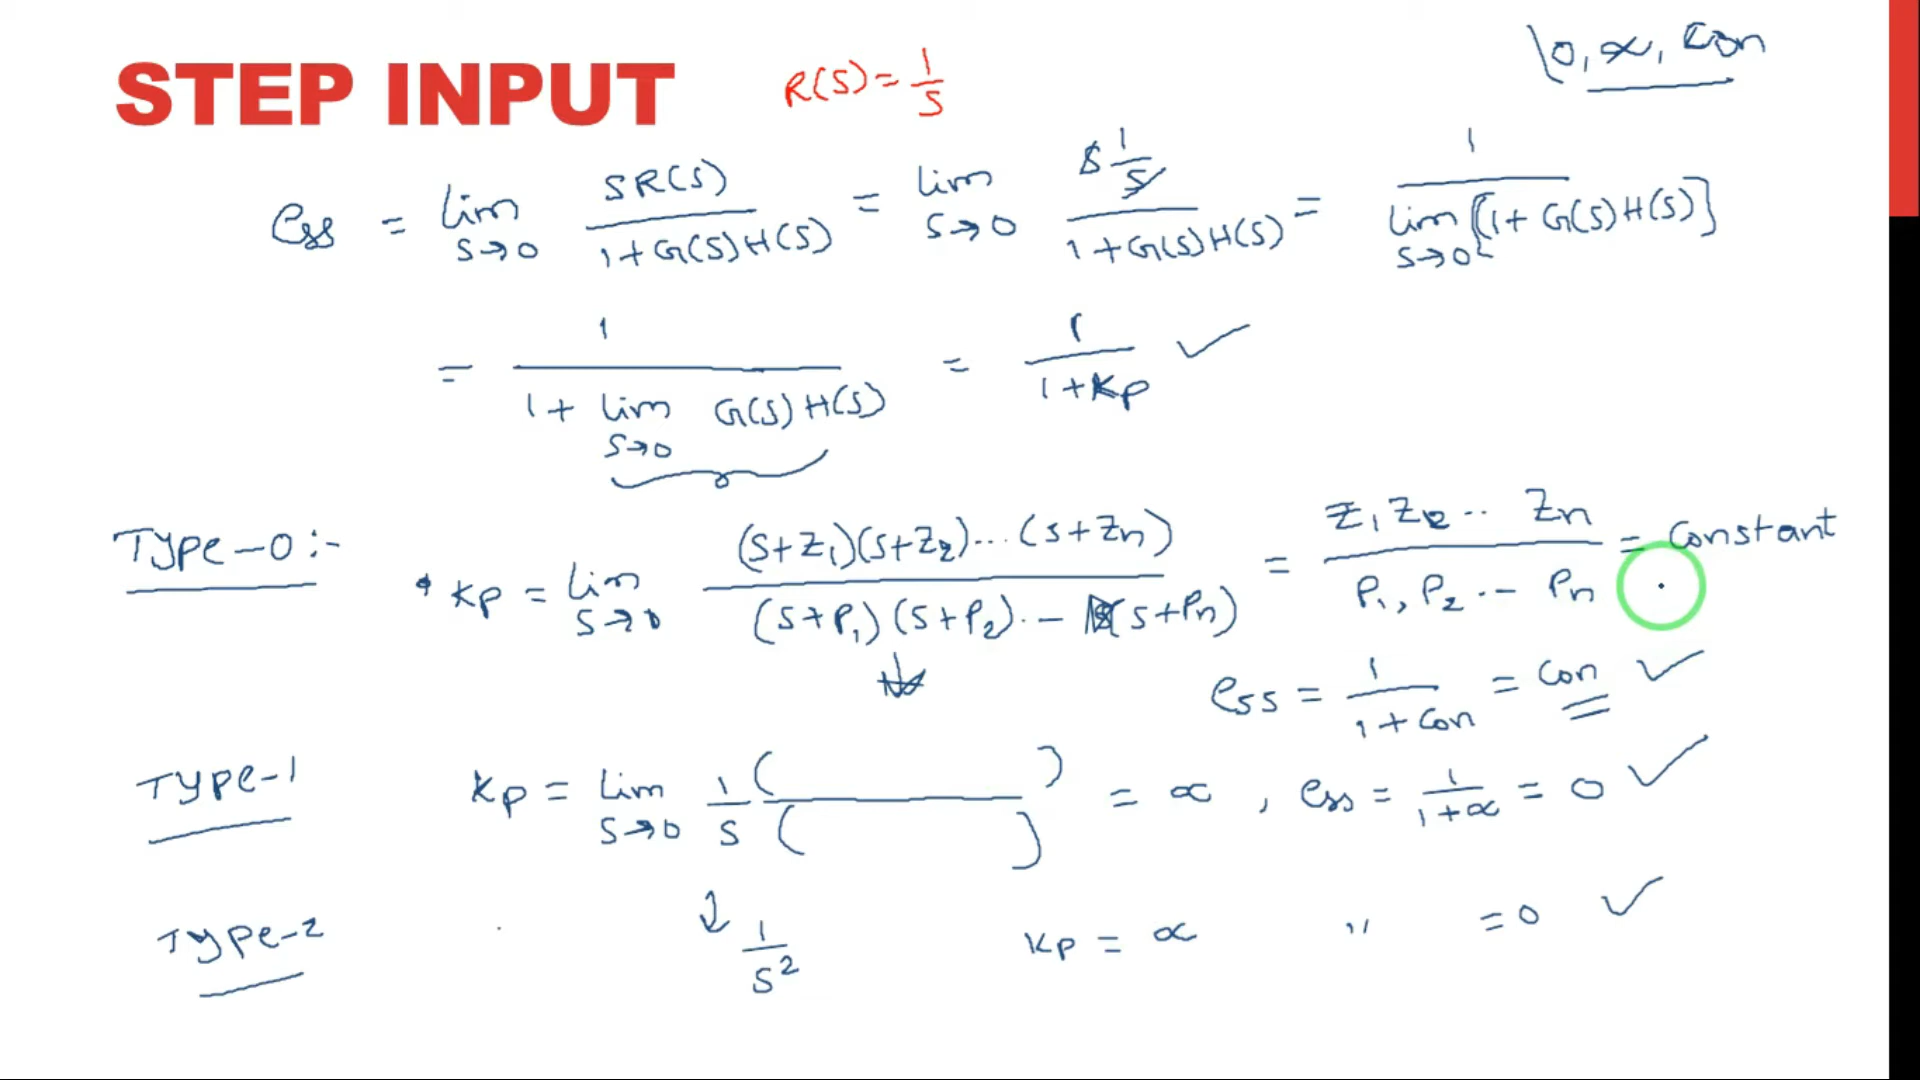 STEP INPUT R(S) = 1/S
\0, ∝, Con
ess = lim S→0 SR(S) / 1+G(S)H(S) = lim S→0 S 1/S / 1+G(S)H(S) = 1 / lim S→0 [1+G(S)H(S)]
= 1 / 1+ lim S→0 G(S)H(S) = 1 / 1+Kp ✓
TYPE-0:- Kp = lim S→0 (S+Z1)(S+Z2)...(S+Zn) / (S+P1)(S+P2)..-(S+Pn) = Z1Z2.. Zn / P1,P2.-- Pn = Constant
ess = 1 / 1+Con = Con ✓
TYPE-1 Kp = lim S→0 1/S ( ) / ( ) = ∝, ess = 1 / 1+∝ = 0 ✓
TYPE-2 ↓ 1/S² Kp = ∝ " =0 ✓